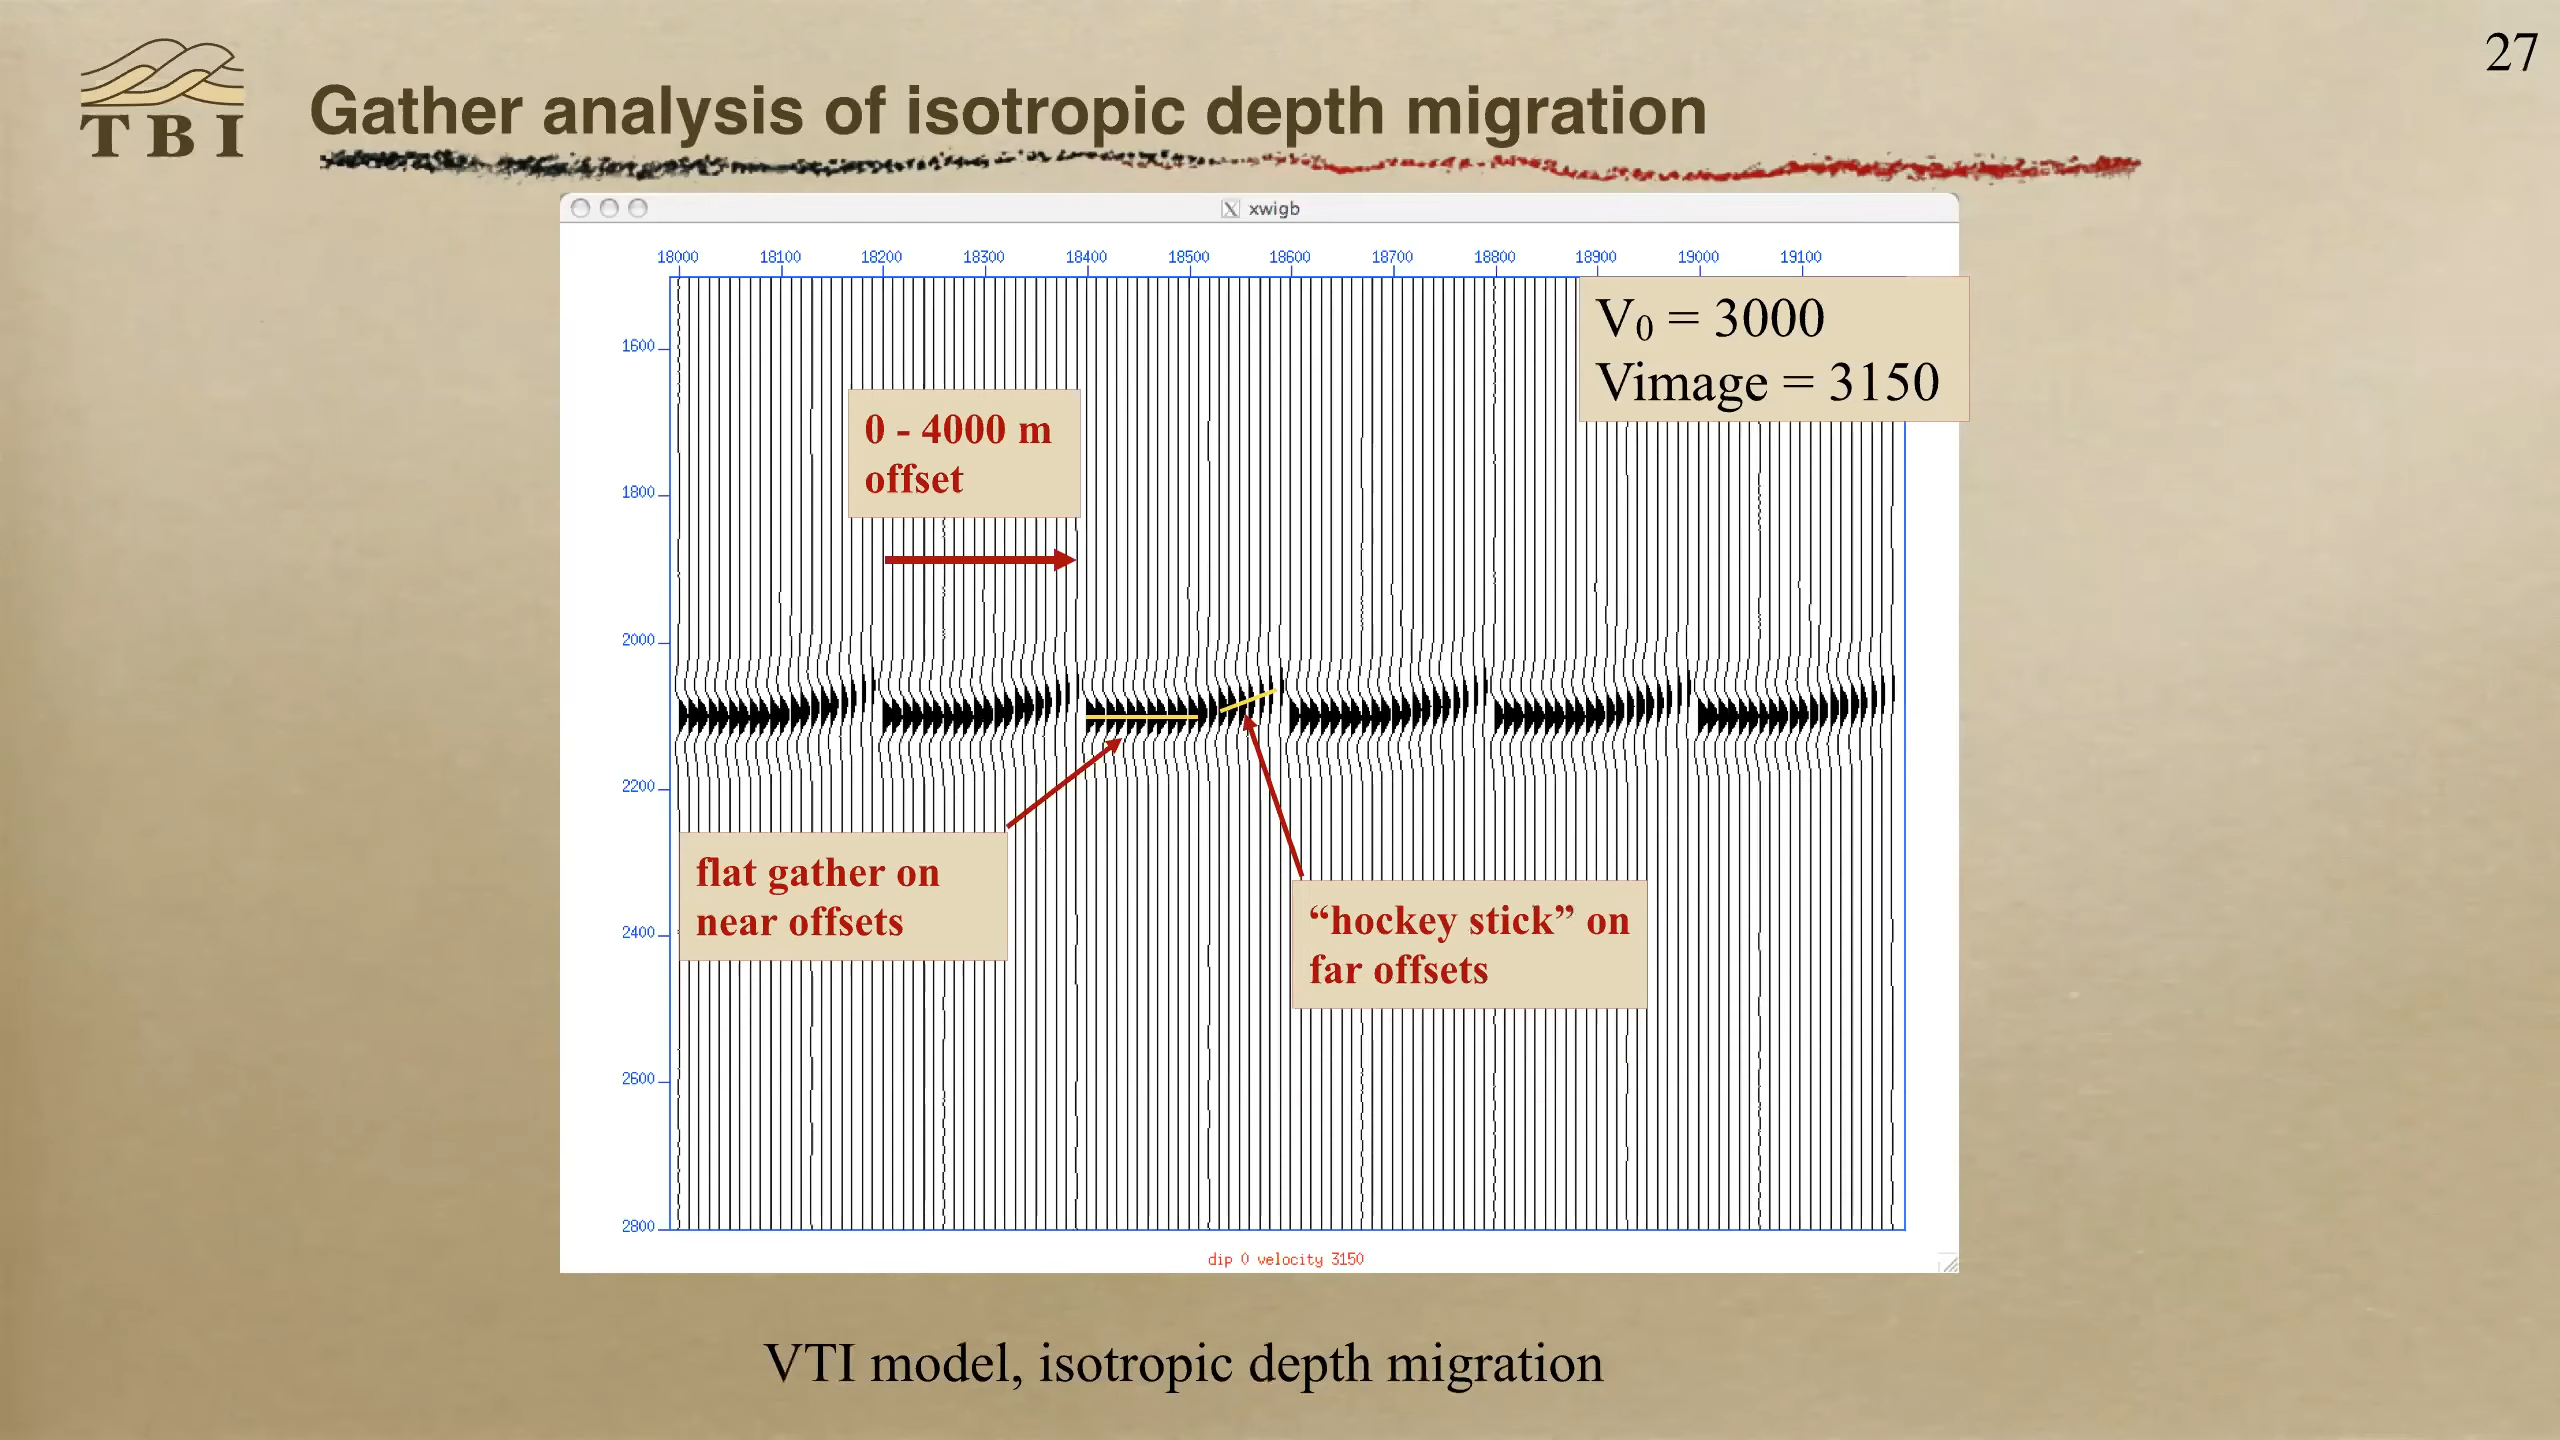 27
TBI
Gather analysis of isotropic depth migration
xwigb
18000 18100 18200 18300 18400 18500 18600 18700 18800 18900 19000 19100
V₀ = 3000
Vimage = 3150
1600
0 - 4000 m
offset
1800
2000
2200
flat gather on
near offsets
“hockey stick” on
far offsets
2400
2600
2800
dip 0 velocity 3150
VTI model, isotropic depth migration